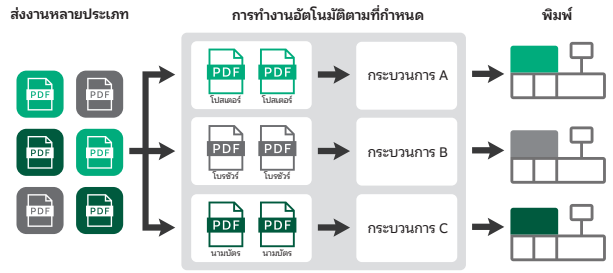 ส่งงานหลายประเภท
การทำงานอัตโนมัติตามที่กำหนด
พิมพ์
PDF PDF
PDF PDF
PDF PDF
PDF PDF
โปสเตอร์ โปสเตอร์
กระบวนการ A
PDF PDF
โบรชัวร์ โบรชัวร์
กระบวนการ B
PDF PDF
นามบัตร นามบัตร
กระบวนการ C